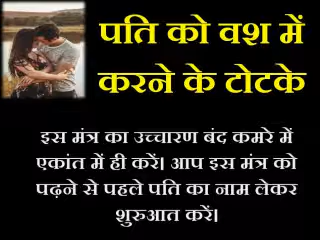 पति को वश में
करने के टोटके
इस मंत्र का उच्चारण बंद कमरे में
एकांत में ही करें। आप इस मंत्र को
पढ़ने से पहले पति का नाम लेकर
शुरुआत करें।